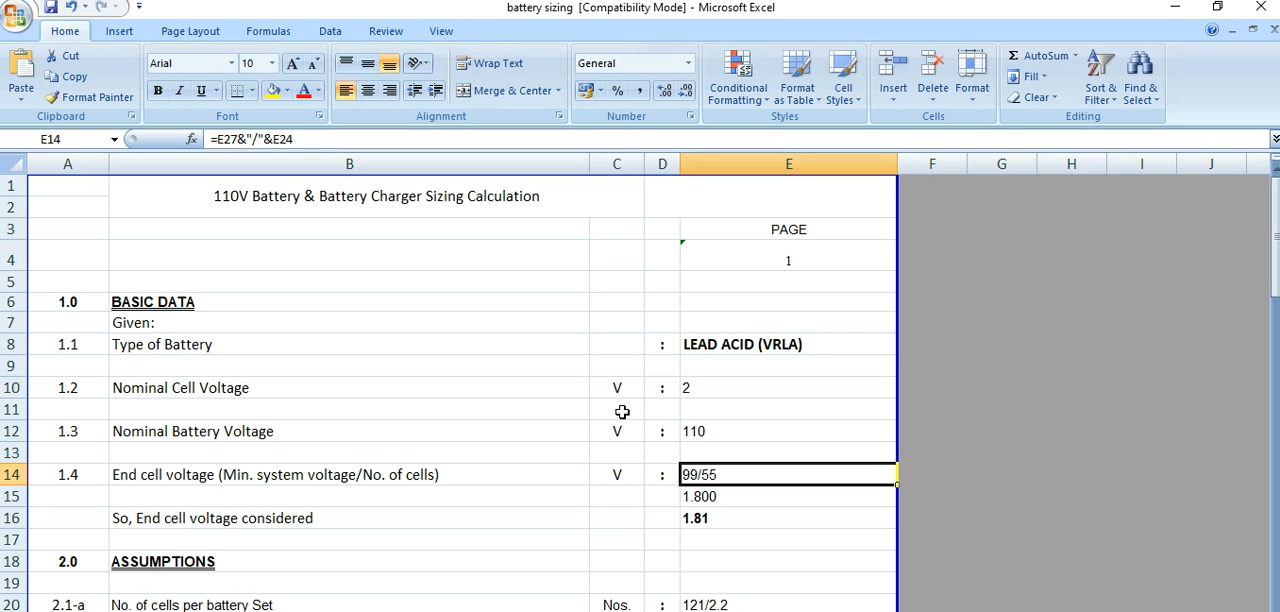 battery sizing [Compatibility Mode] - Microsoft Excel
Home Insert Page Layout Formulas Data Review View
Paste
Cut
Copy
Format Painter
Clipboard
Arial 10
B I U
Font
Wrap Text
Merge & Center
Alignment
General
% ,
Number
Conditional Formatting
Format as Table
Cell Styles
Styles
Insert Delete Format
Cells
Σ AutoSum
Fill
Clear
Sort & Filter
Find & Select
Editing
E14 fx =E27&"/"&E24
A B C D E F G H I J
1 110V Battery & Battery Charger Sizing Calculation
2
3 PAGE
4 1
5
6 1.0 BASIC DATA
7 Given:
8 1.1 Type of Battery : LEAD ACID (VRLA)
9
10 1.2 Nominal Cell Voltage V : 2
11
12 1.3 Nominal Battery Voltage V : 110
13
14 1.4 End cell voltage (Min. system voltage/No. of cells) V : 99/55
15 1.800
16 So, End cell voltage considered 1.81
17
18 2.0 ASSUMPTIONS
19
20 2.1-a No. of cells per battery Set Nos. : 121/2.2